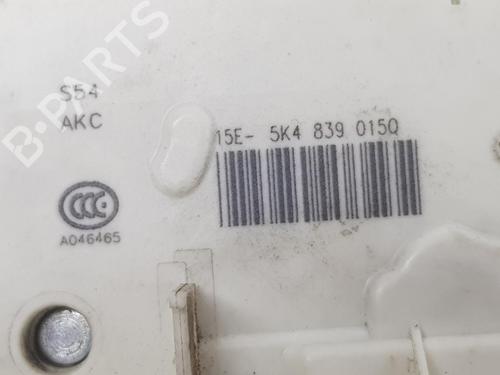 B-PARTS
S54
AKC
15E- 5K4 839 015Q
CCC
A046465